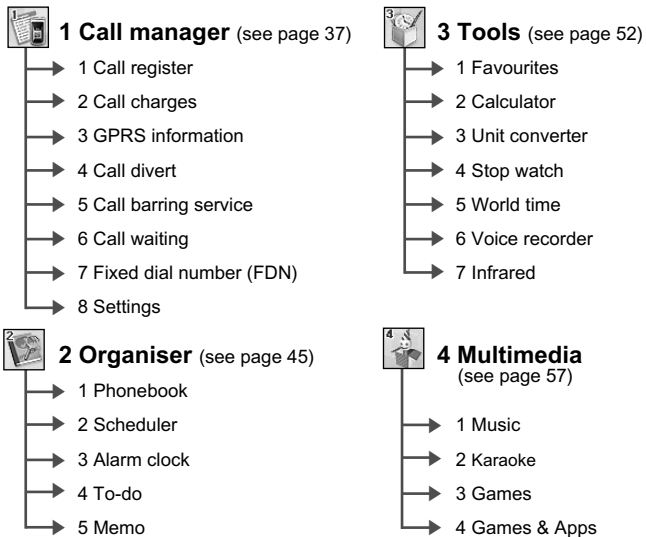 1 Call manager (see page 37)
1 Call register
2 Call charges
3 GPRS information
4 Call divert
5 Call barring service
6 Call waiting
7 Fixed dial number (FDN)
8 Settings
2 Organiser (see page 45)
1 Phonebook
2 Scheduler
3 Alarm clock
4 To-do
5 Memo
3 Tools (see page 52)
1 Favourites
2 Calculator
3 Unit converter
4 Stop watch
5 World time
6 Voice recorder
7 Infrared
4 Multimedia
(see page 57)
1 Music
2 Karaoke
3 Games
4 Games & Apps